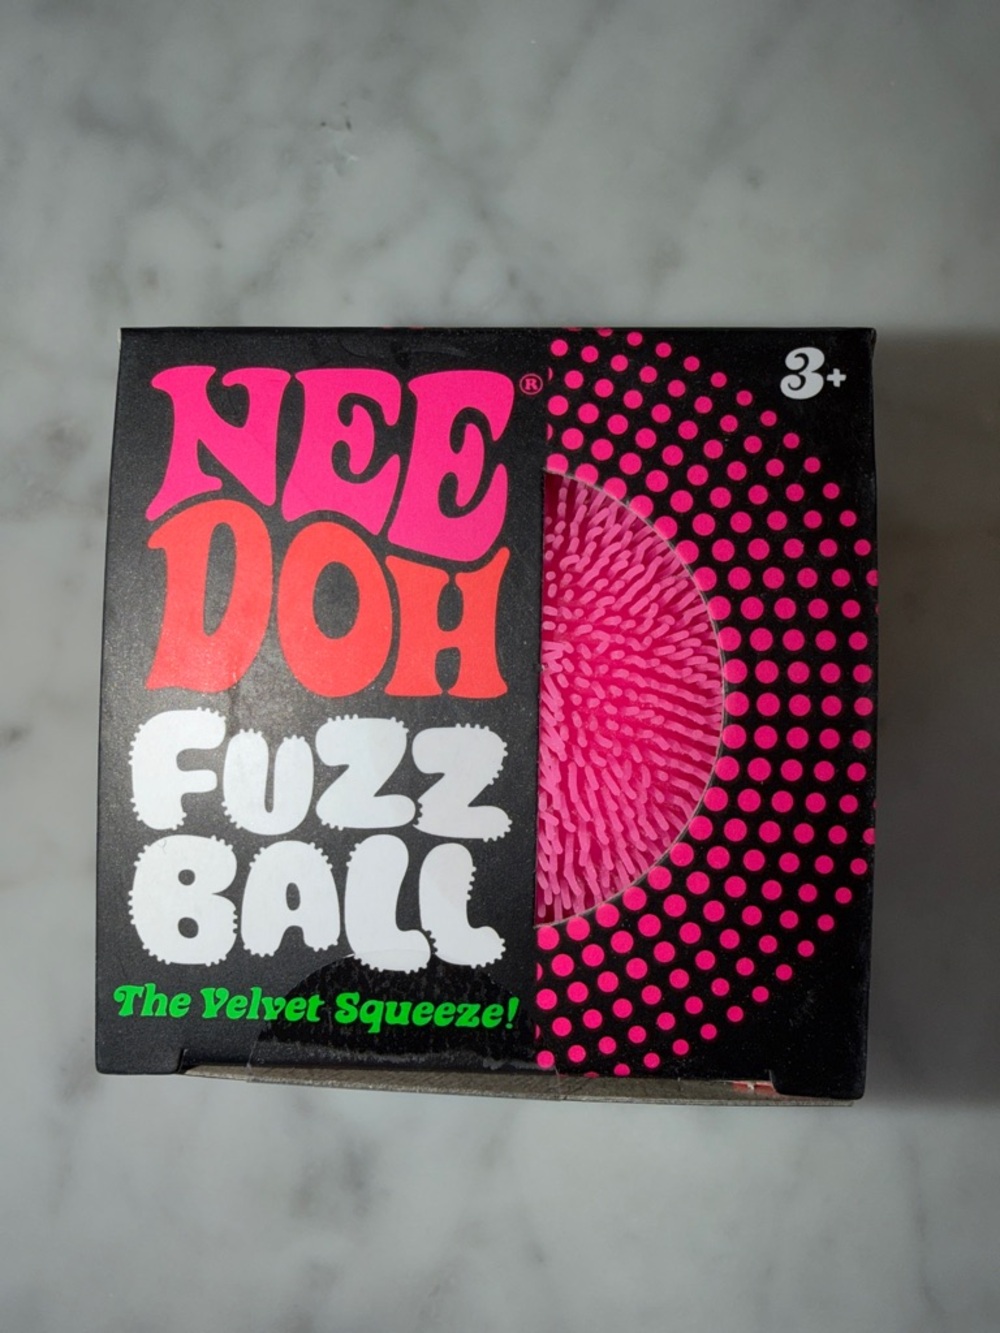 NEE®
DOH
FUZZ
BALL
The Velvet Squeeze!
3+